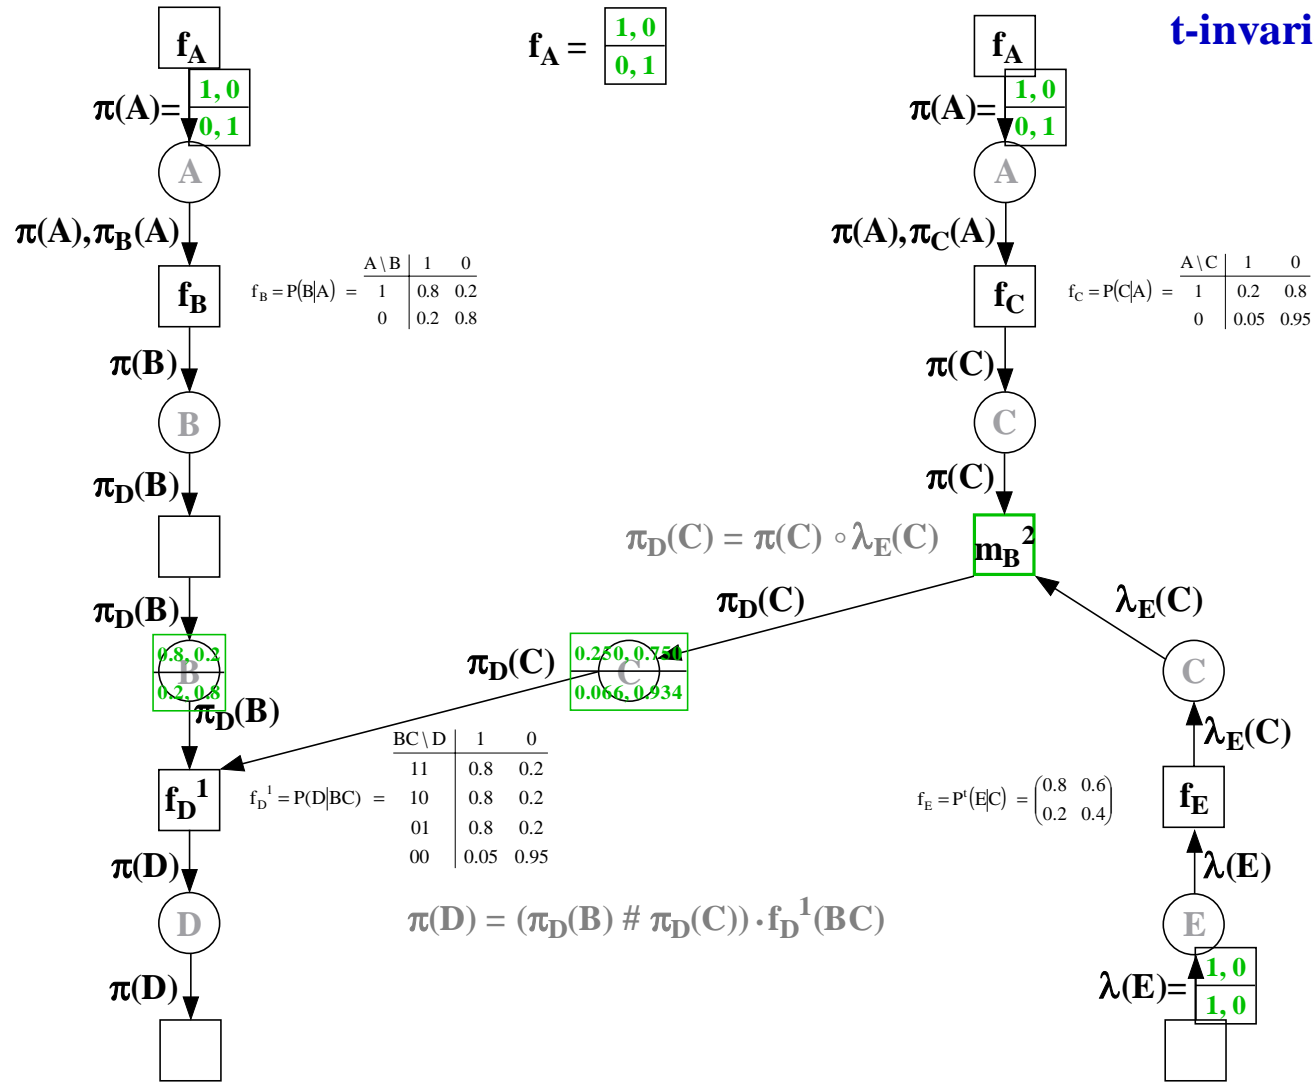 t-invari
f_A
f_A =
1, 0
0, 1
f_A
π(A)=
1, 0
0, 1
π(A)=
1, 0
0, 1
A
A
π(A),π_B(A)
π(A),π_C(A)
f_B
f_B = P(B|A) =
A \ B 1 0
1 0.8 0.2
0 0.2 0.8
f_C
f_C = P(C|A) =
A \ C 1 0
1 0.2 0.8
0 0.05 0.95
π(B)
π(C)
B
C
π_D(B)
π(C)
π_D(C) = π(C) ∘ λ_E(C)
m_B^2
π_D(B)
π_D(C)
λ_E(C)
0.8, 0.2
B
0.2, 0.8
π_D(C)
0.250, 0.750
C
0.066, 0.934
C
π_D(B)
λ_E(C)
f_D^1
f_D^1 = P(D|BC) =
BC \ D 1 0
11 0.8 0.2
10 0.8 0.2
01 0.8 0.2
00 0.05 0.95
f_E = P^t(E|C) =
0.8 0.6
0.2 0.4
f_E
π(D)
λ(E)
D
π(D) = (π_D(B) # π_D(C)) · f_D^1(BC)
E
π(D)
λ(E)=
1, 0
1, 0